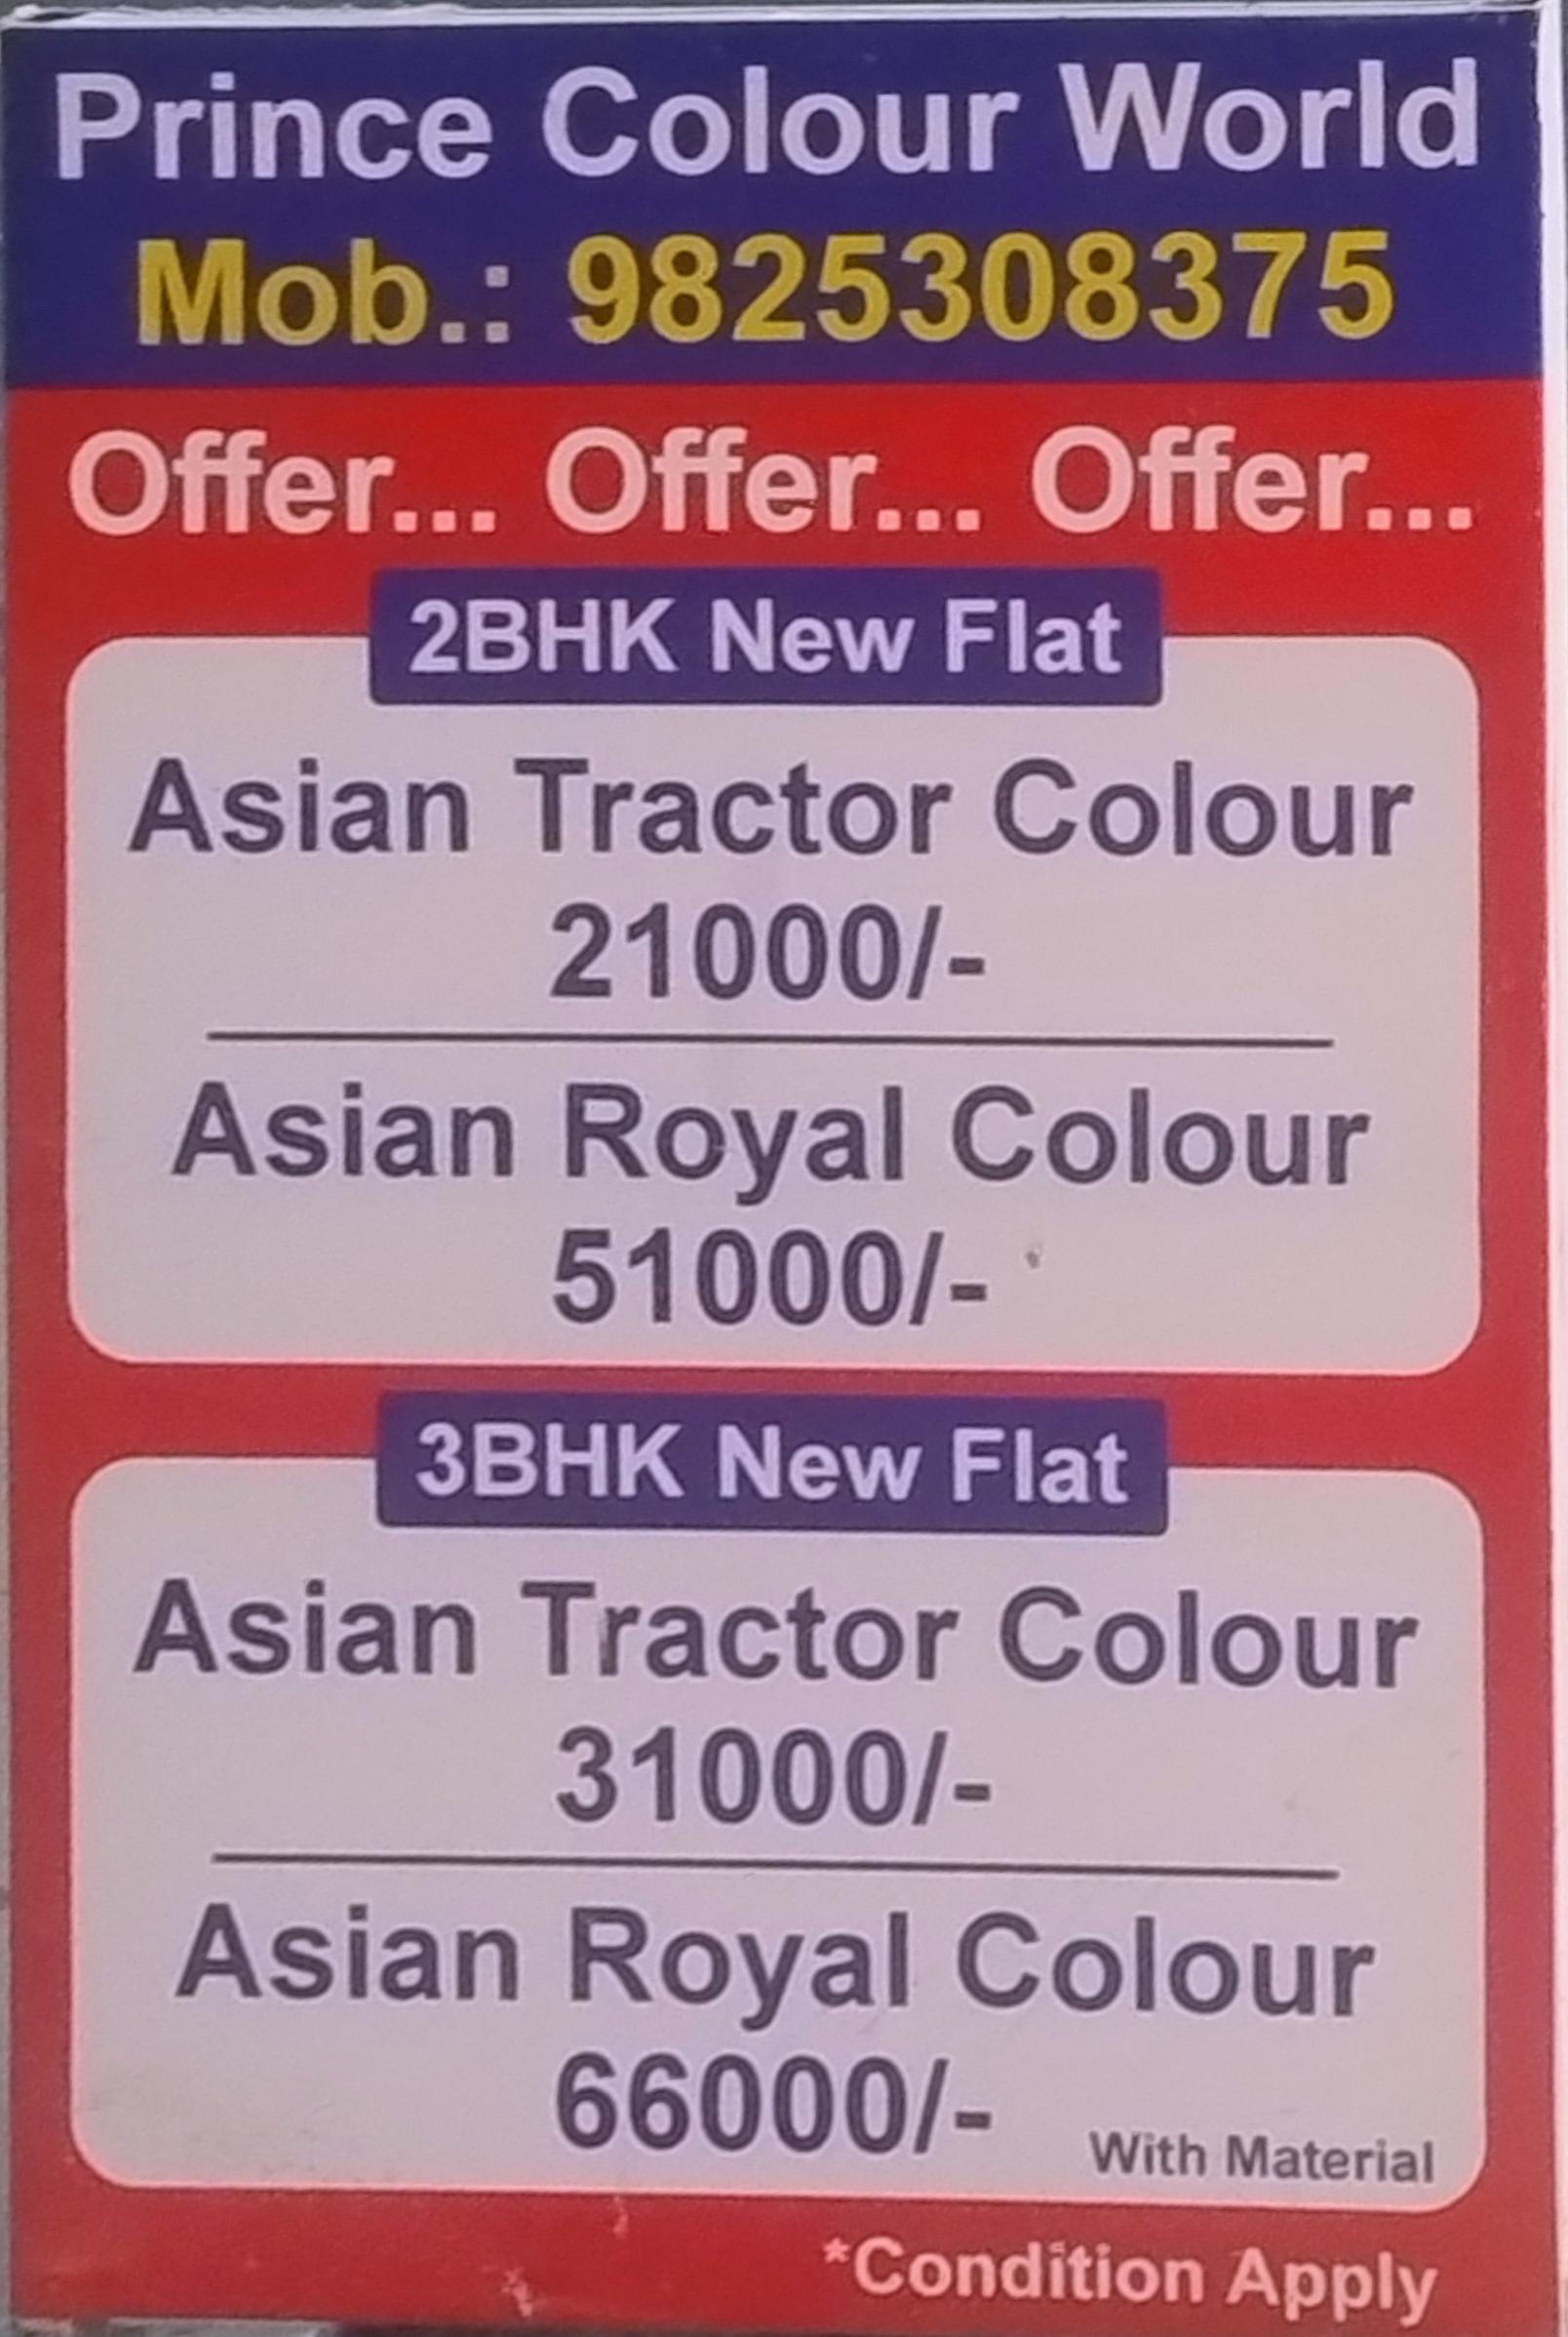 Prince Colour World
Mob.: 9825308375
Offer... Offer... Offer...
2BHK New Flat
Asian Tractor Colour
21000/-
Asian Royal Colour
51000/-
3BHK New Flat
Asian Tractor Colour
31000/-
Asian Royal Colour
66000/-
With Material
*Condition Apply